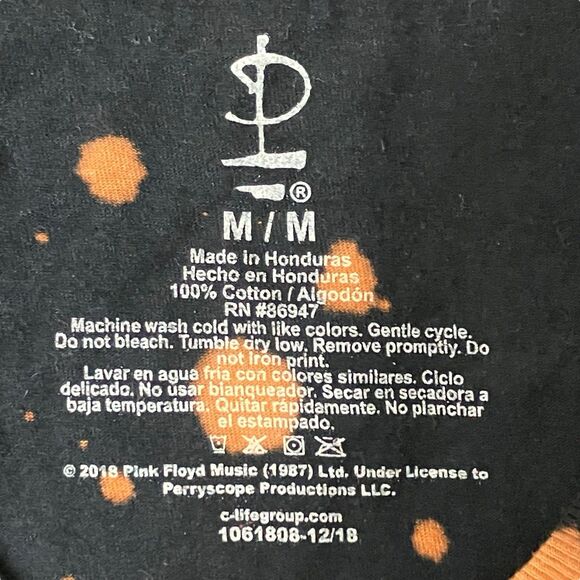 ®
M / M
Made in Honduras
Hecho en Honduras
100% Cotton / Algodón
RN #86947
Machine wash cold with like colors. Gentle cycle.
Do not bleach. Tumble dry low. Remove promptly. Do
not Iron print.
Lavar en agua fria con colores similares. Ciclo
delicado. No usar blanqueador. Secar en secadora a
baja temperatura. Quitar rápidamente. No planchar
el estampado.
© 2018 Pink Floyd Music (1987) Ltd. Under License to
Perryscope Productions LLC.
c-lifegroup.com
1061808-12/18